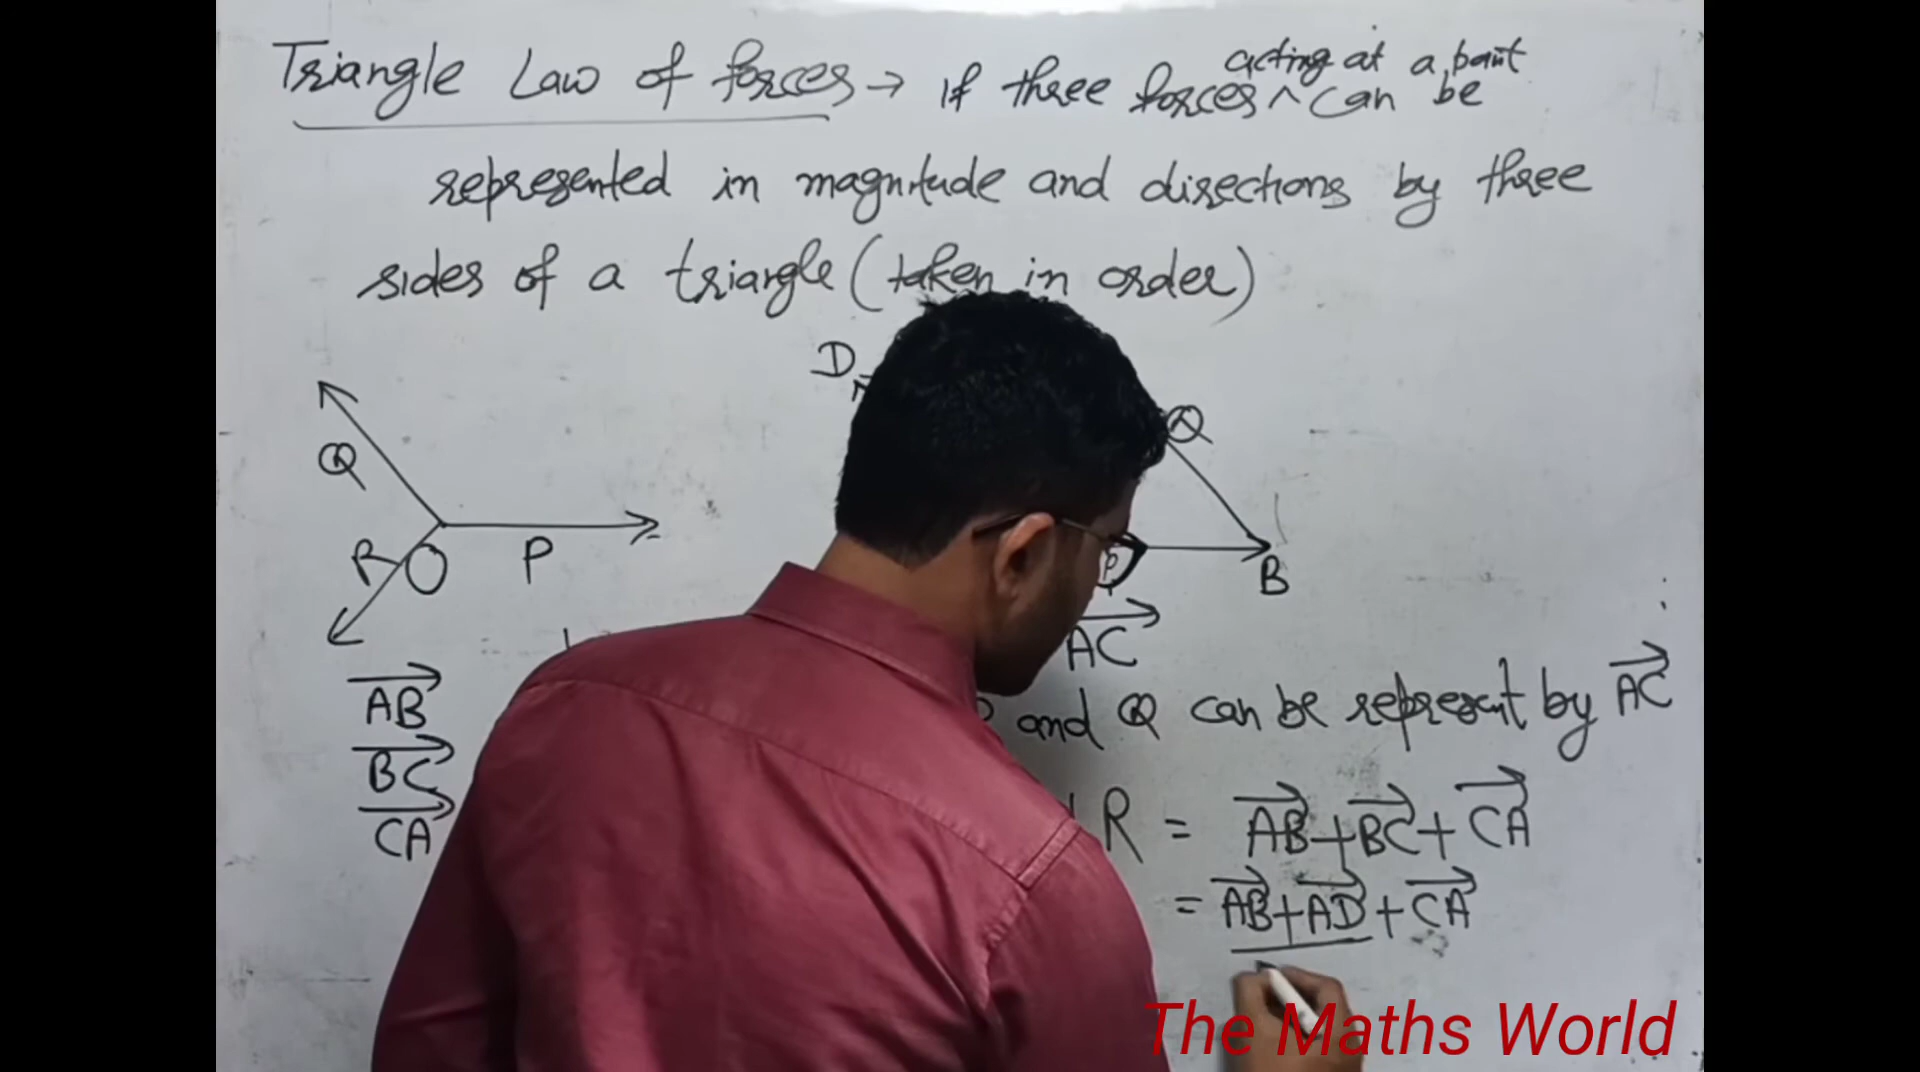 Triangle Law of forces → If three forces ^ can be
acting at a point
represented in magnitude and directions by three
sides of a triangle (taken in order)
D
Q
Q
R
O
P
P
B
AC
AB
and Q can be represent by AC
BC
R = AB + BC + CA
CA
= AB + AD + CA
The Maths World